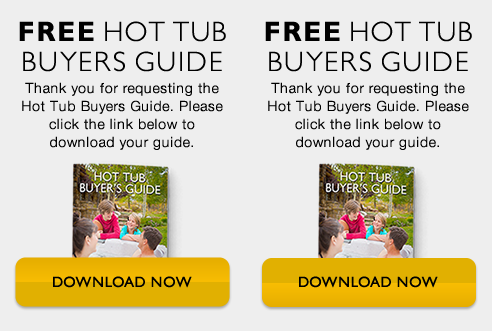 FREE HOT TUB
BUYERS GUIDE
Thank you for requesting the
Hot Tub Buyers Guide. Please
click the link below to
download your guide.
HOT TUB
BUYER'S GUIDE
DOWNLOAD NOW
FREE HOT TUB
BUYERS GUIDE
Thank you for requesting the
Hot Tub Buyers Guide. Please
click the link below to
download your guide.
HOT TUB
BUYER'S GUIDE
DOWNLOAD NOW